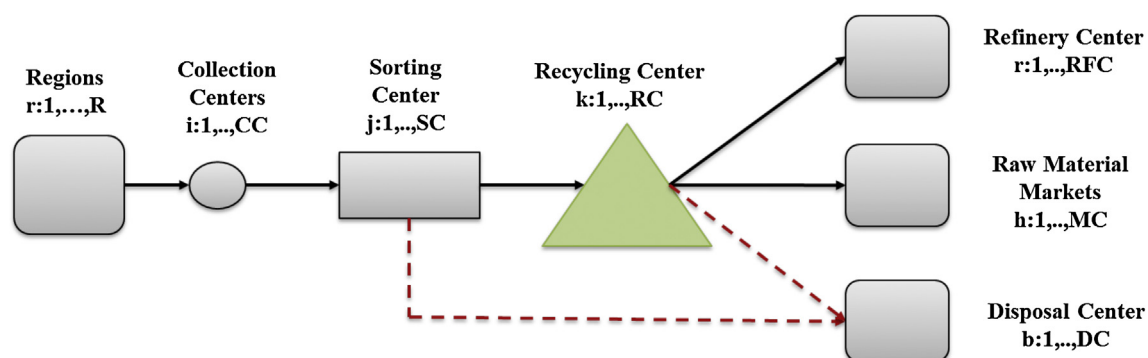 Regions
r:1,...,R
Collection
Centers
i:1,..,CC
Sorting
Center
j:1,..,SC
Recycling Center
k:1,..,RC
Refinery Center
r:1,..,RFC
Raw Material
Markets
h:1,..,MC
Disposal Center
b:1,..,DC